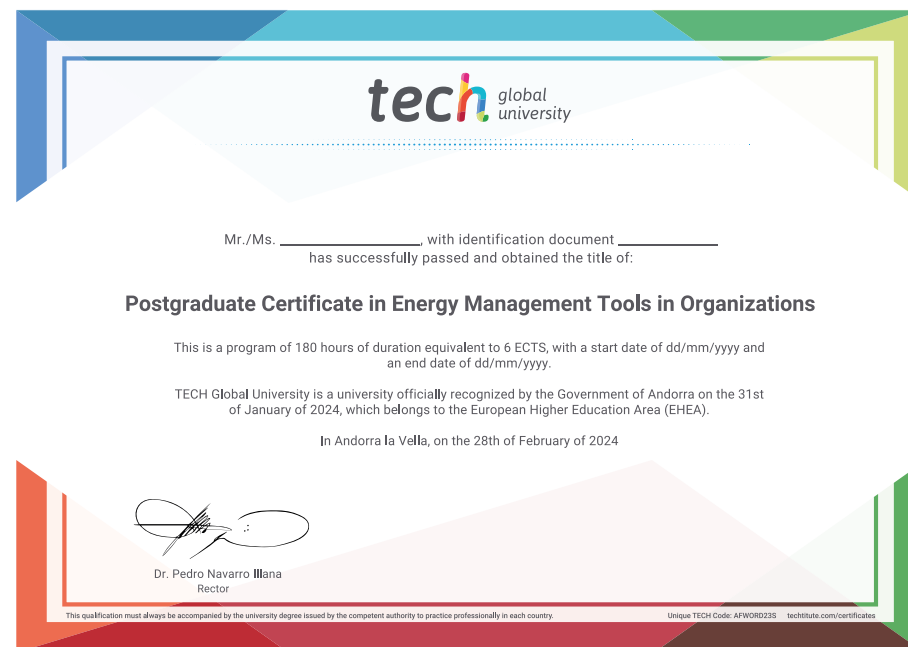 tech global university
Mr./Ms. ____________, with identification document ____________
has successfully passed and obtained the title of:
Postgraduate Certificate in Energy Management Tools in Organizations
This is a program of 180 hours of duration equivalent to 6 ECTS, with a start date of dd/mm/yyyy and
an end date of dd/mm/yyyy.
TECH Global University is a university officially recognized by the Government of Andorra on the 31st
of January of 2024, which belongs to the European Higher Education Area (EHEA).
In Andorra la Vella, on the 28th of February of 2024
Dr. Pedro Navarro Illana
Rector
This qualification must always be accompanied by the university degree issued by the competent authority to practice professionally in each country.
Unique TECH Code: AFWORD23S techtitute.com/certificates